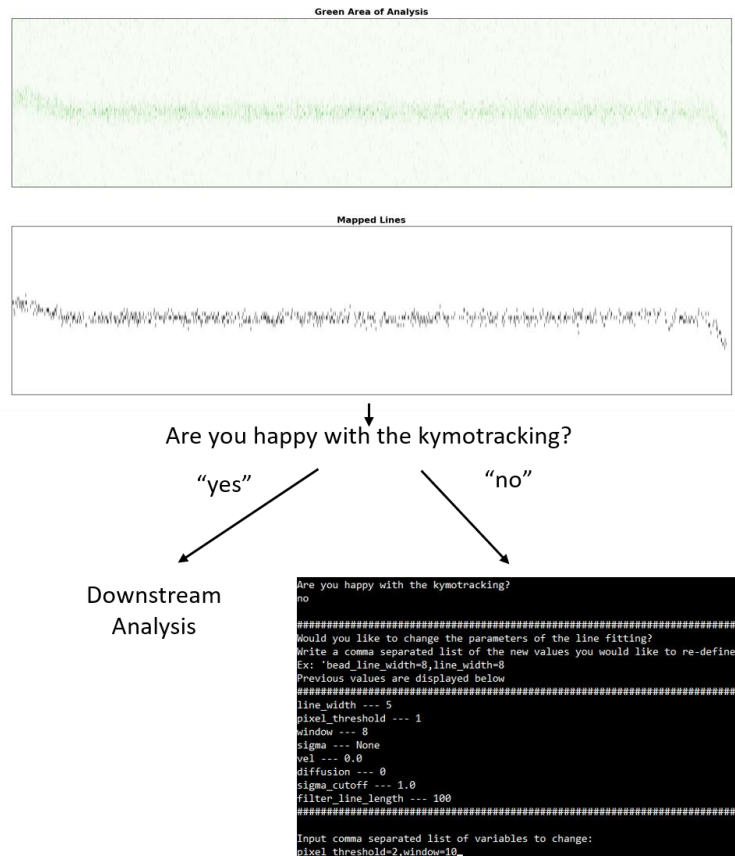 Green Area of Analysis
Mapped Lines
Are you happy with the kymotracking?
“yes”
“no”
Downstream
Analysis
Are you happy with the kymotracking?
no
#########################################################################
Would you like to change the parameters of the line fitting?
Write a comma separated list of the new values you would like to re-define
Ex: 'bead_line_width=8,line_width=8
Previous values are displayed below
#########################################################################
line_width --- 5
pixel_threshold --- 1
window --- 8
sigma --- None
vel --- 0.0
diffusion --- 0
sigma_cutoff --- 1.0
filter_line_length --- 100
#########################################################################
Input comma separated list of variables to change:
pixel_threshold=2,window=10_